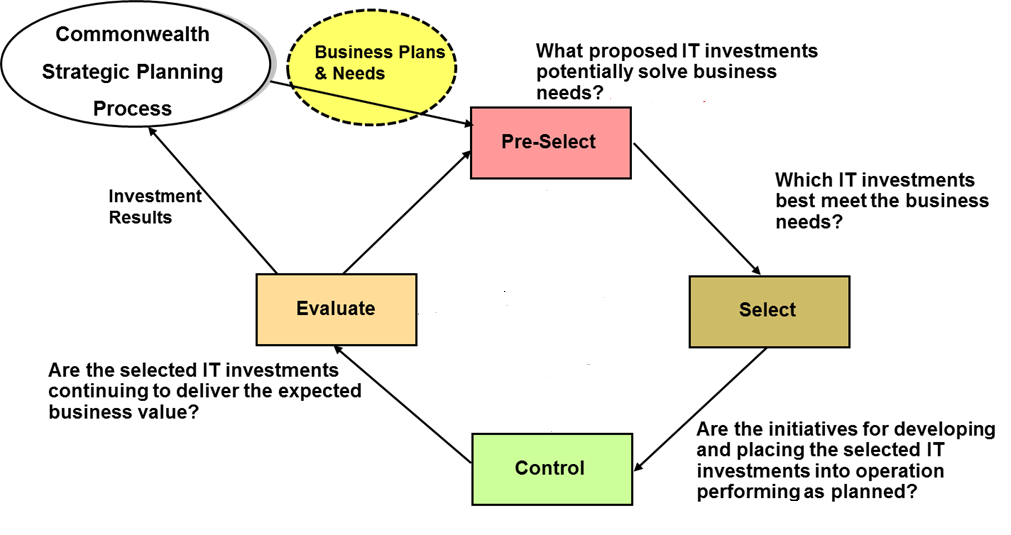 Commonwealth
Strategic Planning
Process
Business Plans
& Needs
What proposed IT investments
potentially solve business
needs?
Pre-Select
Which IT investments
best meet the business
needs?
Investment
Results
Evaluate
Select
Are the selected IT investments
continuing to deliver the expected
business value?
Control
Are the initiatives for developing
and placing the selected IT
investments into operation
performing as planned?